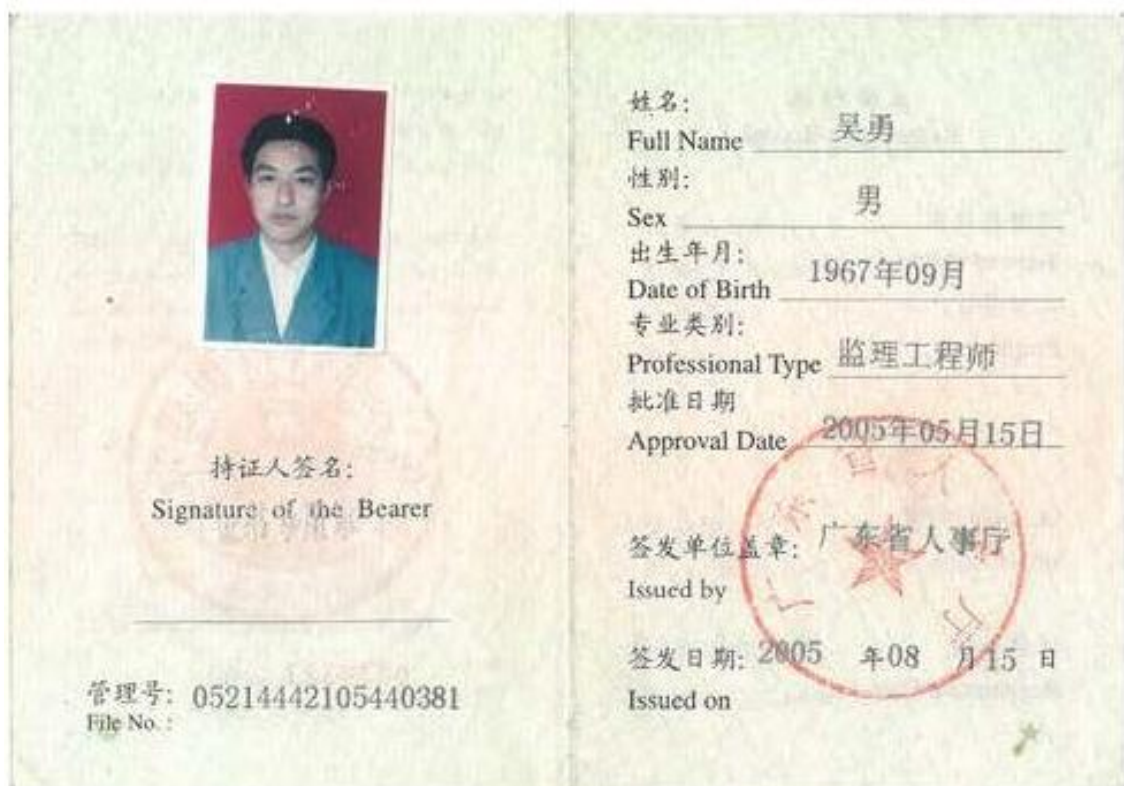 持证人签名:
Signature of the Bearer
管理号: 05214442105440381
File No. :
姓名:
Full Name 吴勇
性别:
Sex 男
出生年月:
Date of Birth 1967年09月
专业类别:
Professional Type 监理工程师
批准日期
Approval Date 2005年05月15日
签发单位盖章: 广东省人事厅
Issued by
签发日期: 2005 年08 月15 日
Issued on